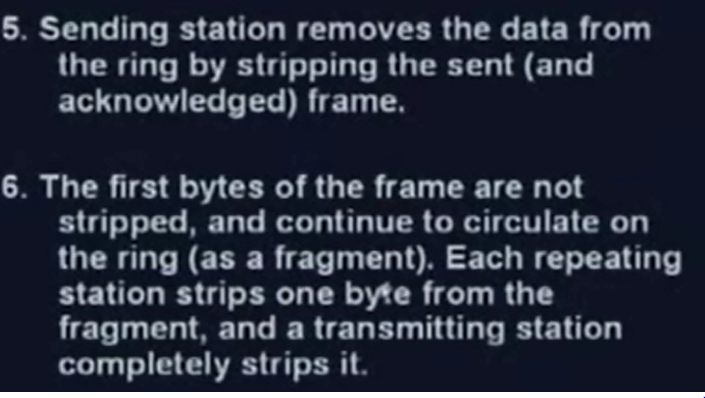 5. Sending station removes the data from
the ring by stripping the sent (and
acknowledged) frame.
6. The first bytes of the frame are not
stripped, and continue to circulate on
the ring (as a fragment). Each repeating
station strips one byte from the
fragment, and a transmitting station
completely strips it.